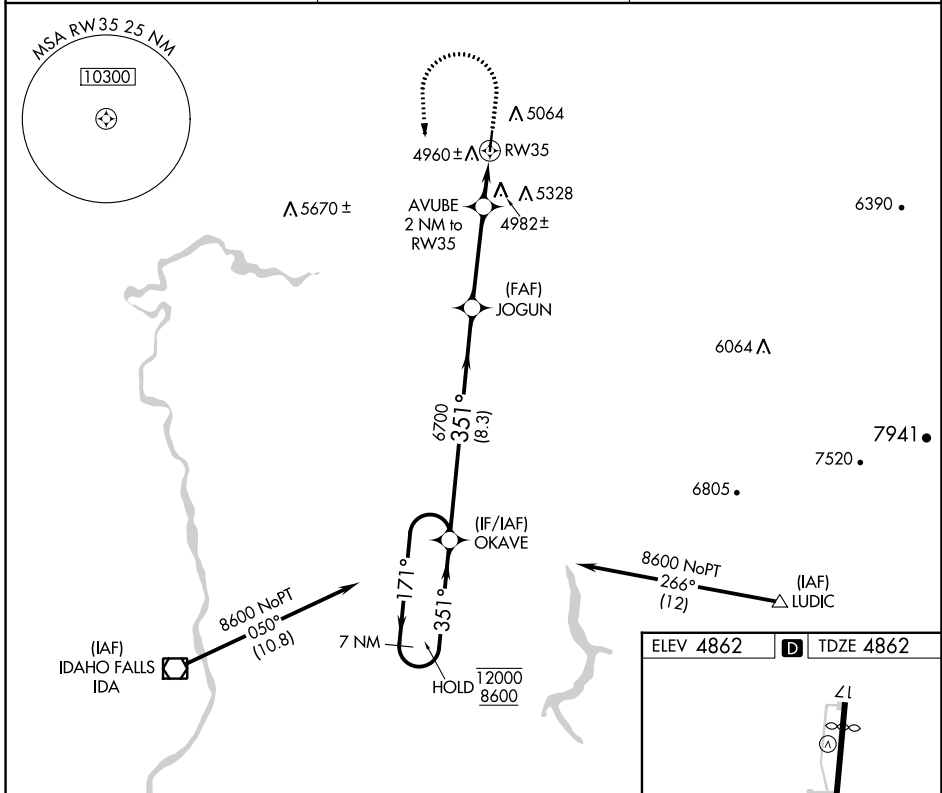 MSA RW35 25 NM
10300
5064
4960 ±
RW35
5670 ±
AVUBE
2 NM to
RW35
5328
4982±
6390
(FAF)
JOGUN
6064
6700
351°
(8.3)
7941
7520
6805
(IF/IAF)
OKAVE
171°
351°
8600 NoPT
266°
(12)
(IAF)
LUDIC
8600 NoPT
050°
(10.8)
(IAF)
IDAHO FALLS
IDA
7 NM
HOLD
12000
8600
ELEV 4862
D
TDZE 4862
17
A